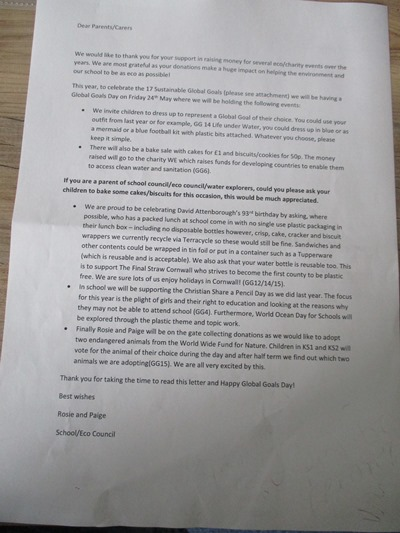 Dear Parents/Carers
We would like to thank you for your support in raising money for several eco/charity events over the
years. We are most grateful as your donations make a huge impact on helping the environment and
our school to be as eco as possible!
This year, to celebrate the 17 Sustainable Global Goals (please see attachment) we will be having a
Global Goals Day on Friday 24th May where we will be holding the following events:
• We invite children to dress up to represent a Global Goal of their choice. You could use your
outfit from last year or for example, GG 14 Life under Water, you could dress up in blue or as
a mermaid or a blue football kit with plastic bits attached. Whatever you choose, please
keep it simple.
• There will also be a bake sale with cakes for £1 and biscuits/cookies for 50p. The money
raised will go to the charity WE which raises funds for developing countries to enable them
to access clean water and sanitation (GG6).
If you are a parent of school council/eco council/water explorers, could you please ask your
children to bake some cakes/biscuits for this occasion, this would be much appreciated.
• We are proud to be celebrating David Attenborough's 93rd birthday by asking, where
possible, who has a packed lunch at school come in with no single use plastic packaging in
their lunch box – including no disposable bottles however, crisp, cake, cracker and biscuit
wrappers we currently recycle via Terracycle so these would still be fine. Sandwiches and
other contents could be wrapped in tin foil or put in a container such as a Tupperware
(which is reusable and is acceptable). We also ask that your water bottle is reusable too. This
is to support The Final Straw Cornwall who strives to become the first county to be plastic
free. We are sure lots of us enjoy holidays in Cornwall! (GG12/14/15).
• In school we will be supporting the Christian Share a Pencil Day as we did last year. The focus
for this year is the plight of girls and their right to education and looking at the reasons why
they may not be able to attend school (GG4). Furthermore, World Ocean Day for Schools will
be explored through the plastic theme and topic work.
• Finally Rosie and Paige will be on the gate collecting donations as we would like to adopt
two endangered animals from the World Wide Fund for Nature. Children in KS1 and KS2 will
vote for the animal of their choice during the day and after half term we find out which two
animals we are adopting(GG15). We are all very excited by this.
Thank you for taking the time to read this letter and Happy Global Goals Day!
Best wishes
Rosie and Paige
School/Eco Council